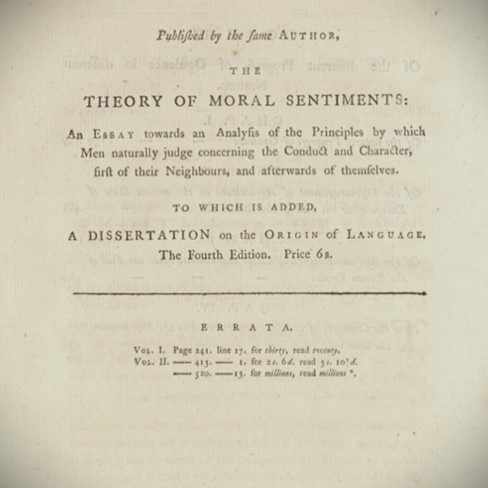 Publiſhed by the ſame AUTHOR,
THE
THEORY OF MORAL SENTIMENTS:
An ESSAY towards an Analyſis of the Principles by which
Men naturally judge concerning the Conduct and Character,
firſt of their Neighbours, and afterwards of themſelves.
TO WHICH IS ADDED,
A DISSERTATION on the ORIGIN of LANGUAGE.
The Fourth Edition. Price 6s.
ERRATA.
VOL. I. Page 241. line 17. for thirty, read ſeventy.
VOL. II. —— 413. —— 1. for 2s. 6d. read 3s. d.
—— 520. —— 13. for millions, read millions *.